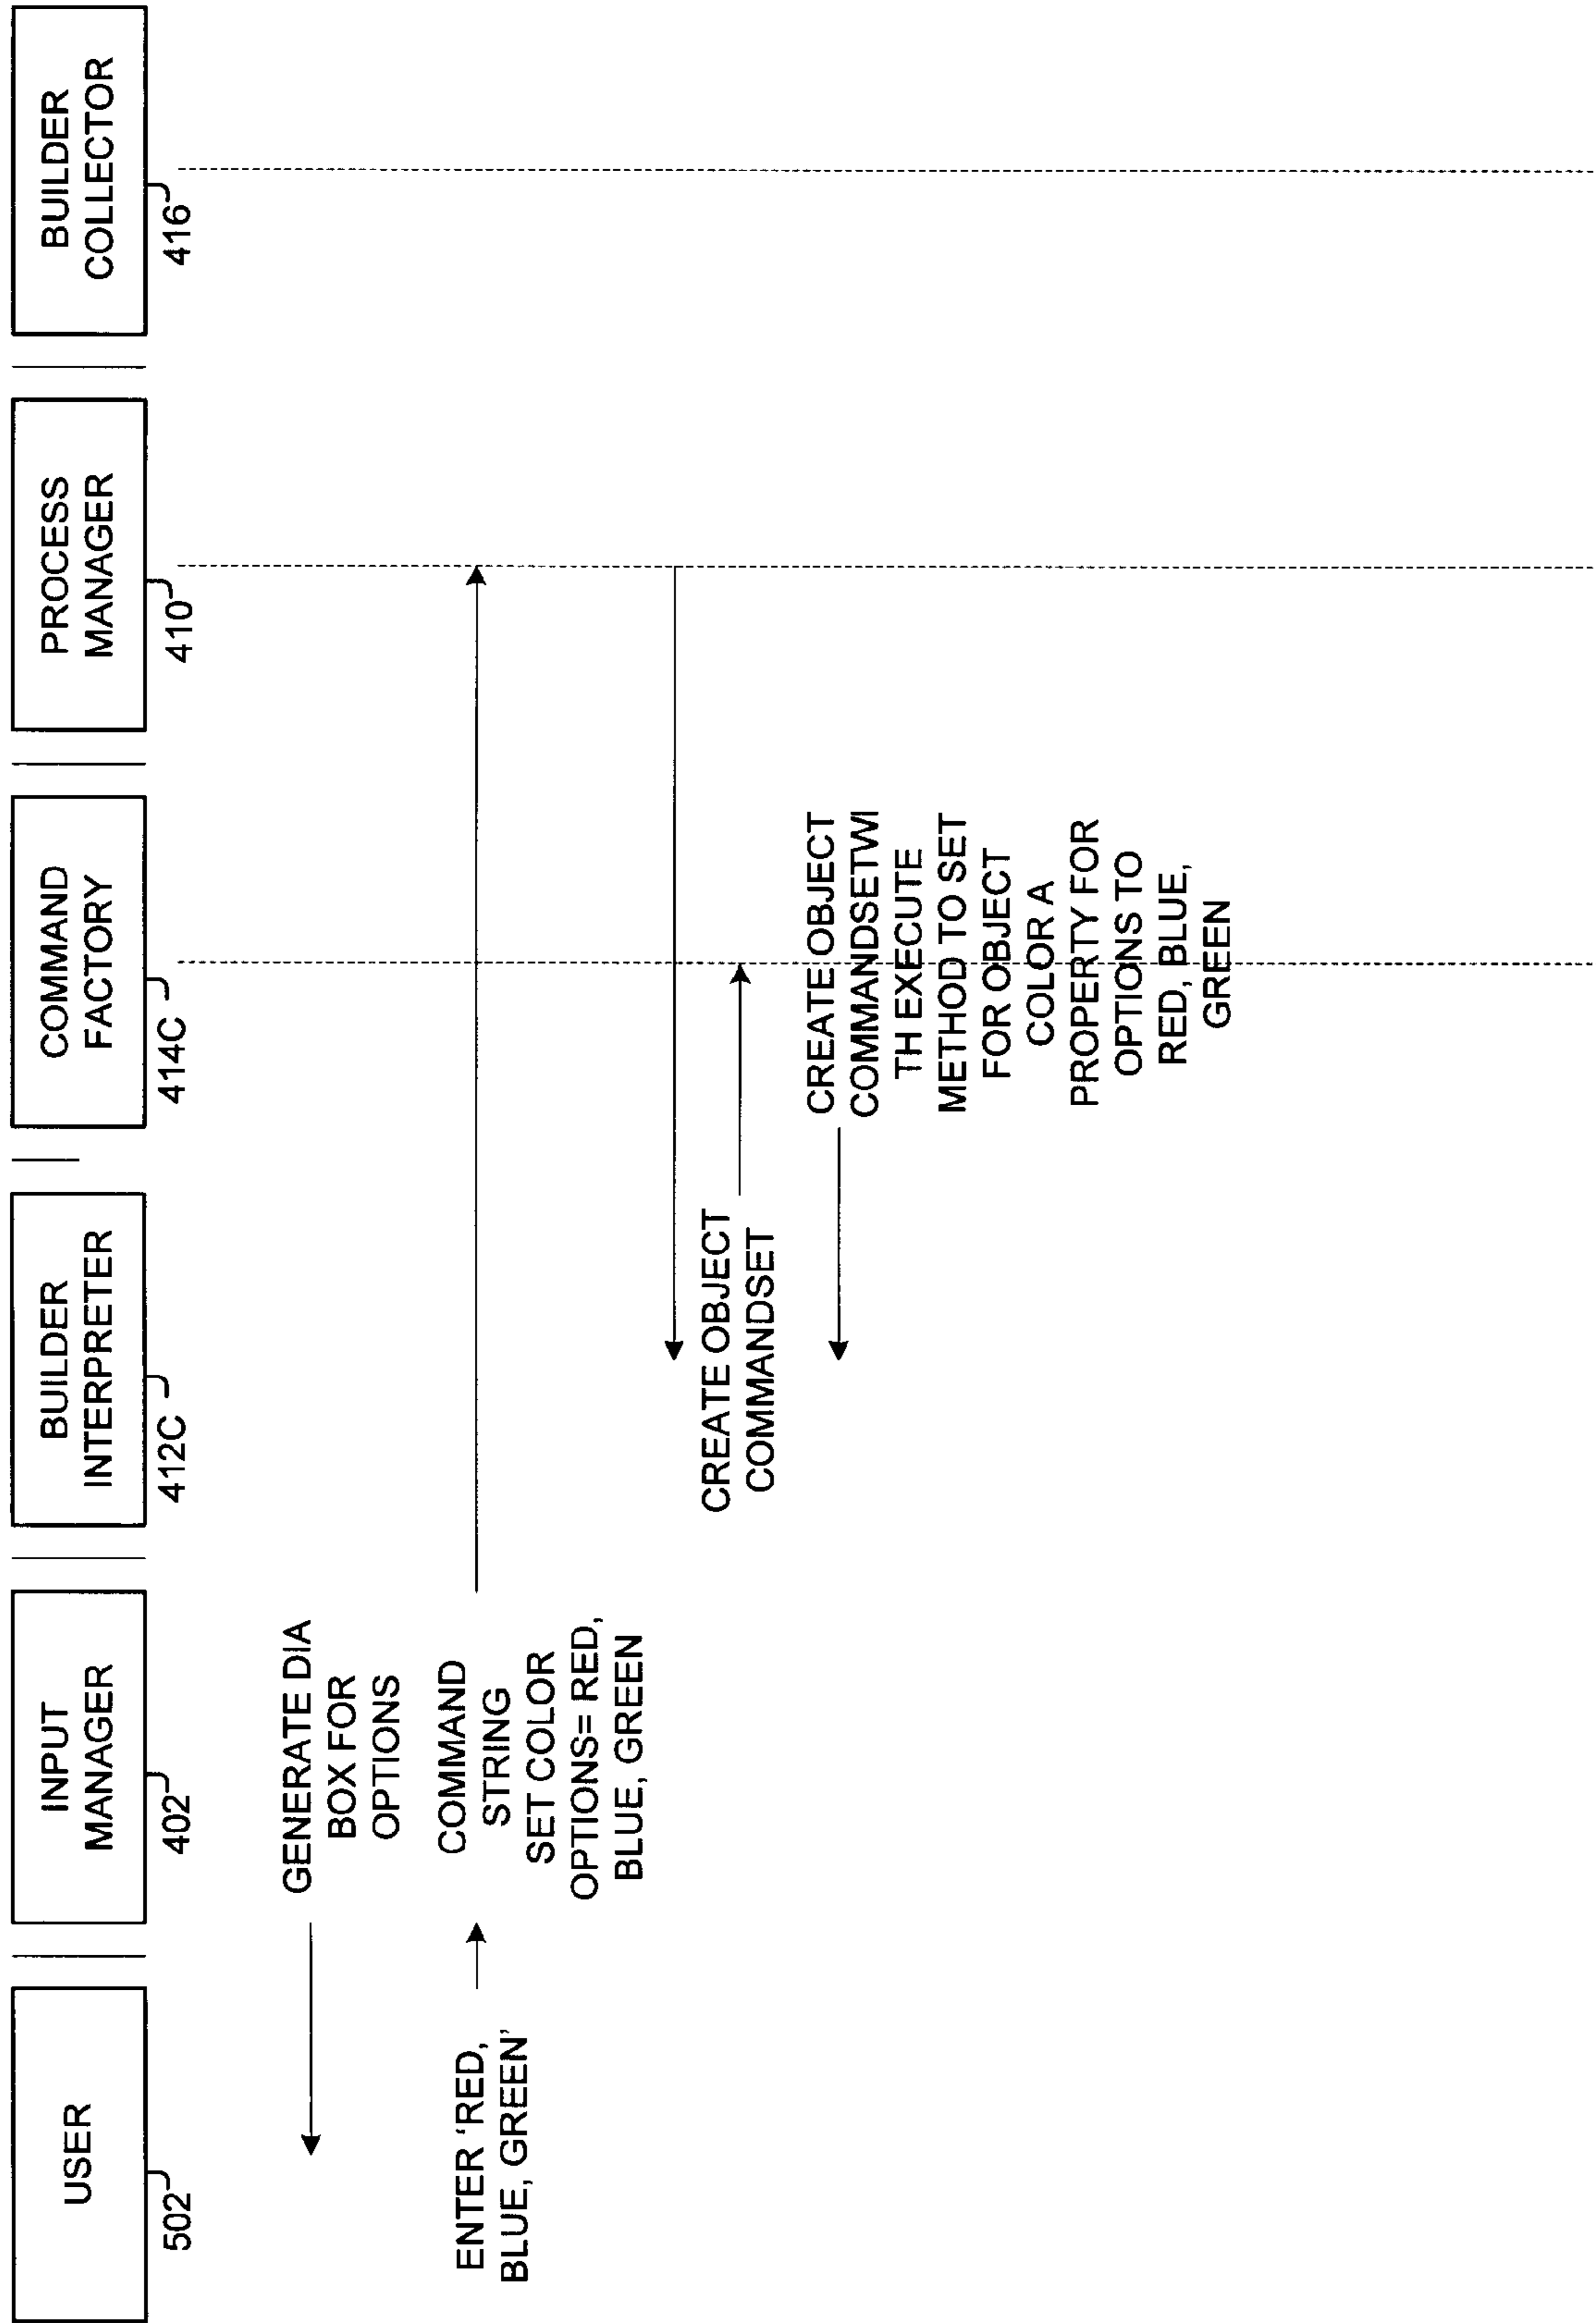 USER
502
INPUT
MANAGER
402
BUILDER
INTERPRETER
412C
COMMAND
FACTORY
414C
PROCESS
MANAGER
410
BUILDER
COLLECTOR
416
GENERATE DIA
BOX FOR
OPTIONS
ENTER 'RED,
BLUE, GREEN'
COMMAND
STRING
SET COLOR
OPTIONS= RED,
BLUE, GREEN
CREATE OBJECT
COMMANDSET
CREATE OBJECT
COMMANDSETWI
TH EXECUTE
METHOD TO SET
FOR OBJECT
COLOR A
PROPERTY FOR
OPTIONS TO
RED, BLUE,
GREEN